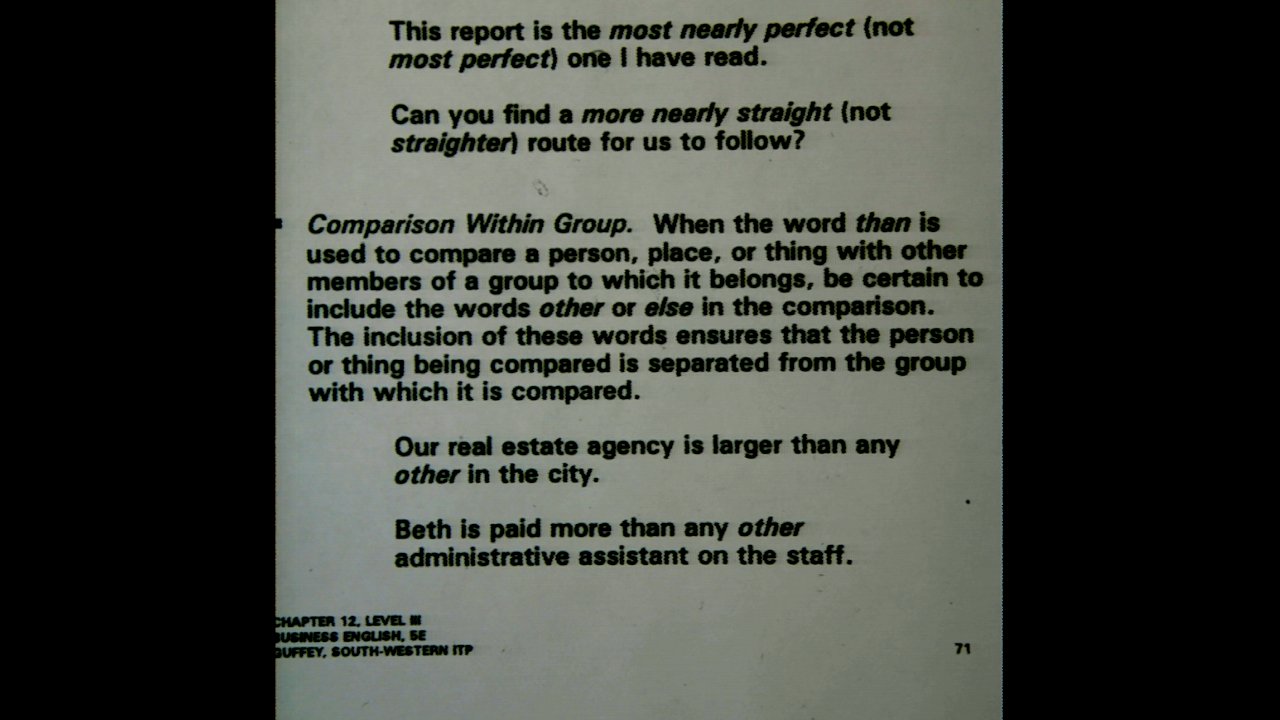 This report is the most nearly perfect (not
most perfect) one I have read.
Can you find a more nearly straight (not
straighter) route for us to follow?
Comparison Within Group. When the word than is
used to compare a person, place, or thing with other
members of a group to which it belongs, be certain to
include the words other or else in the comparison.
The inclusion of these words ensures that the person
or thing being compared is separated from the group
with which it is compared.
Our real estate agency is larger than any
other in the city.
Beth is paid more than any other
administrative assistant on the staff.
CHAPTER 12, LEVEL III
BUSINESS ENGLISH, 5E
GUFFEY, SOUTH-WESTERN ITP
71